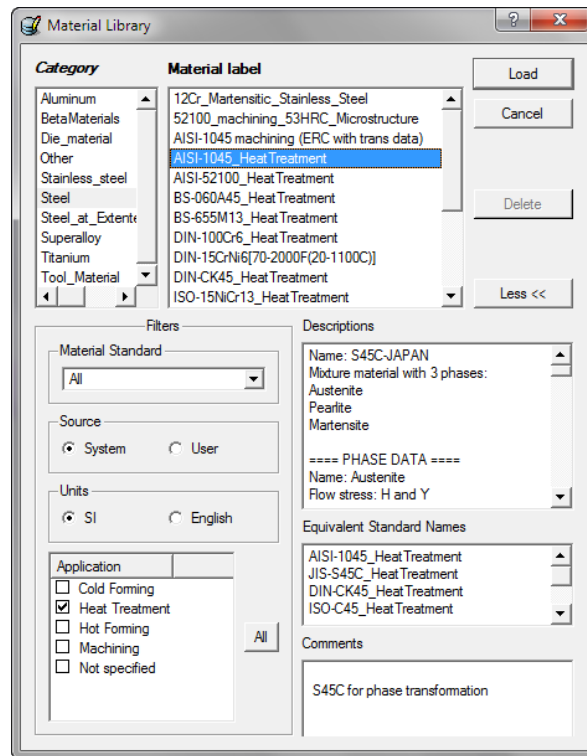 Material Library
Category
Material label
Load
Aluminum
BetaMaterials
Die_material
Other
Stainless_steel
Steel
Steel_at_Extente
Superalloy
Titanium
Tool_Material
12Cr_Martensitic_Stainless_Steel
52100_machining_53HRC_Microstructure
AISI-1045 machining (ERC with trans data)
AISI-1045_HeatTreatment
AISI-52100_HeatTreatment
BS-060A45_HeatTreatment
BS-655M13_HeatTreatment
DIN-100Cr6_HeatTreatment
DIN-15CrNi6[70-2000F(20-1100C)]
DIN-CK45_HeatTreatment
ISO-15NiCr13_HeatTreatment
Cancel
Delete
Less <<
Filters
Material Standard
All
Source
System
User
Units
SI
English
Application
Cold Forming
Heat Treatment
Hot Forming
Machining
Not specified
All
Descriptions
Name: S45C-JAPAN
Mixture material with 3 phases:
Austenite
Pearlite
Martensite
==== PHASE DATA ====
Name: Austenite
Flow stress: H and Y
Equivalent Standard Names
AISI-1045_HeatTreatment
JIS-S45C_HeatTreatment
DIN-CK45_HeatTreatment
ISO-C45_HeatTreatment
Comments
S45C for phase transformation